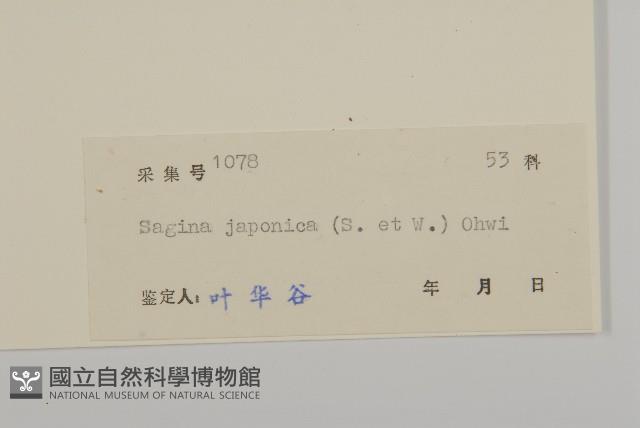 采集号 1078 53 科
Sagina japonica (S. et W.) Ohwi
鉴定人: 叶华谷 年 月 日
國立自然科學博物館
NATIONAL MUSEUM OF NATURAL SCIENCE